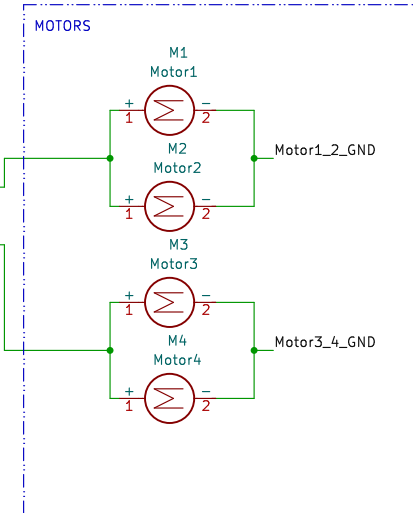 MOTORS
M1
Motor1
+ −
1 2
M2
Motor2
+ −
1 2
Motor1_2_GND
M3
Motor3
+ −
1 2
M4
Motor4
+ −
1 2
Motor3_4_GND